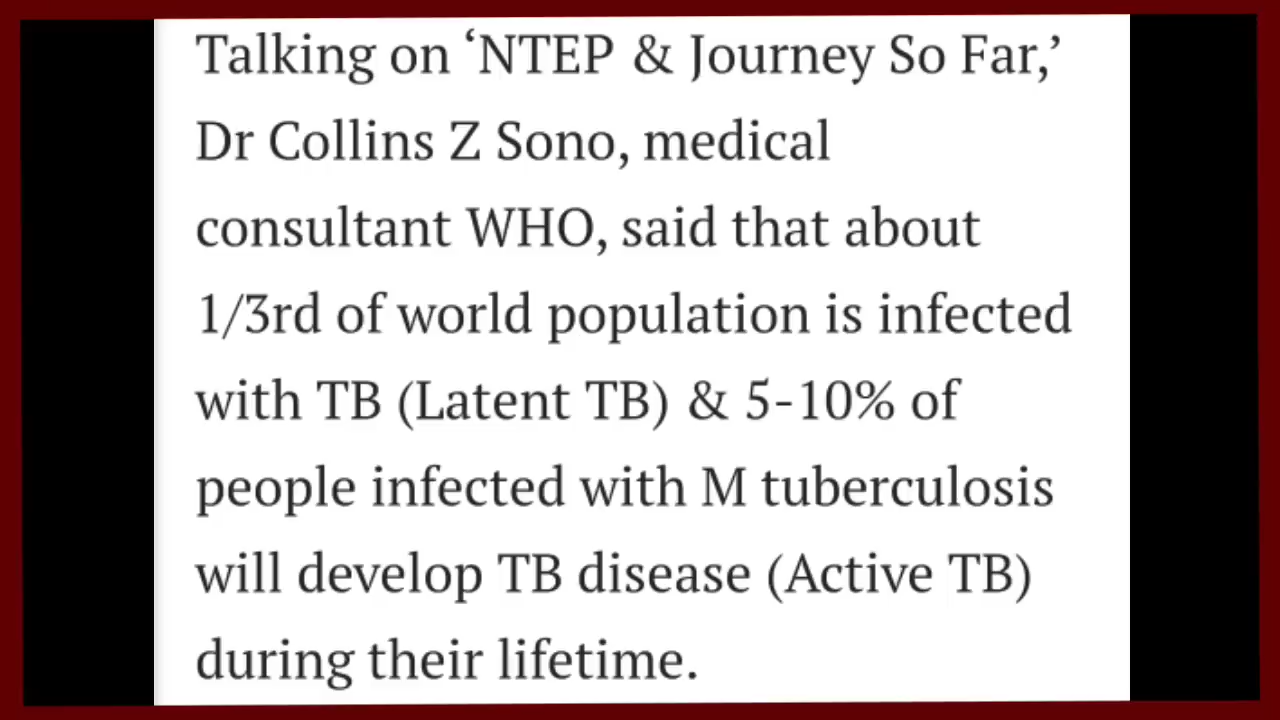 Talking on ‘NTEP & Journey So Far,’
Dr Collins Z Sono, medical
consultant WHO, said that about
1/3rd of world population is infected
with TB (Latent TB) & 5-10% of
people infected with M tuberculosis
will develop TB disease (Active TB)
during their lifetime.